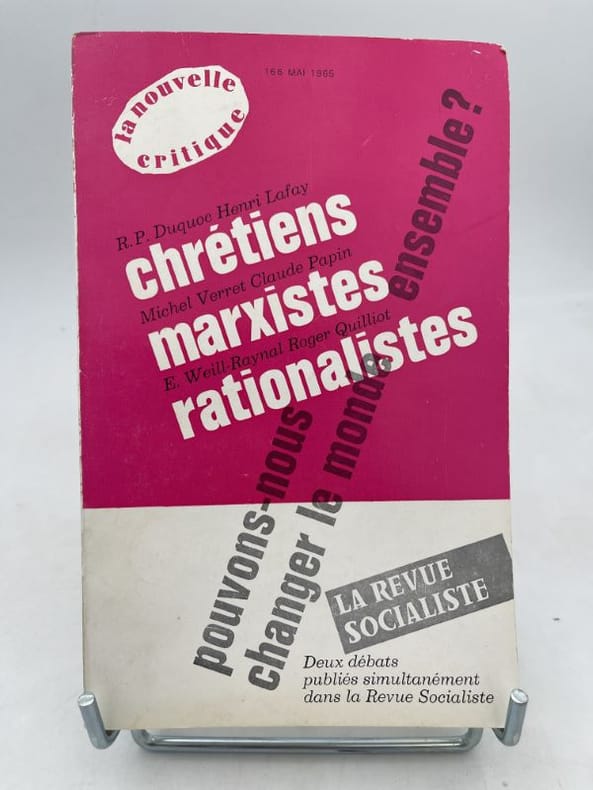 166 MAI 1965
la nouvelle
critique
R.P. Duquoc Henri Lafay
chrétiens
Michel Verret Claude Papin
marxistes
E. Weill-Raynal Roger Quilliot
rationalistes
pouvons-nous
changer le monde ensemble ?
LA REVUE
SOCIALISTE
Deux débats
publiés simultanément
dans la Revue Socialiste